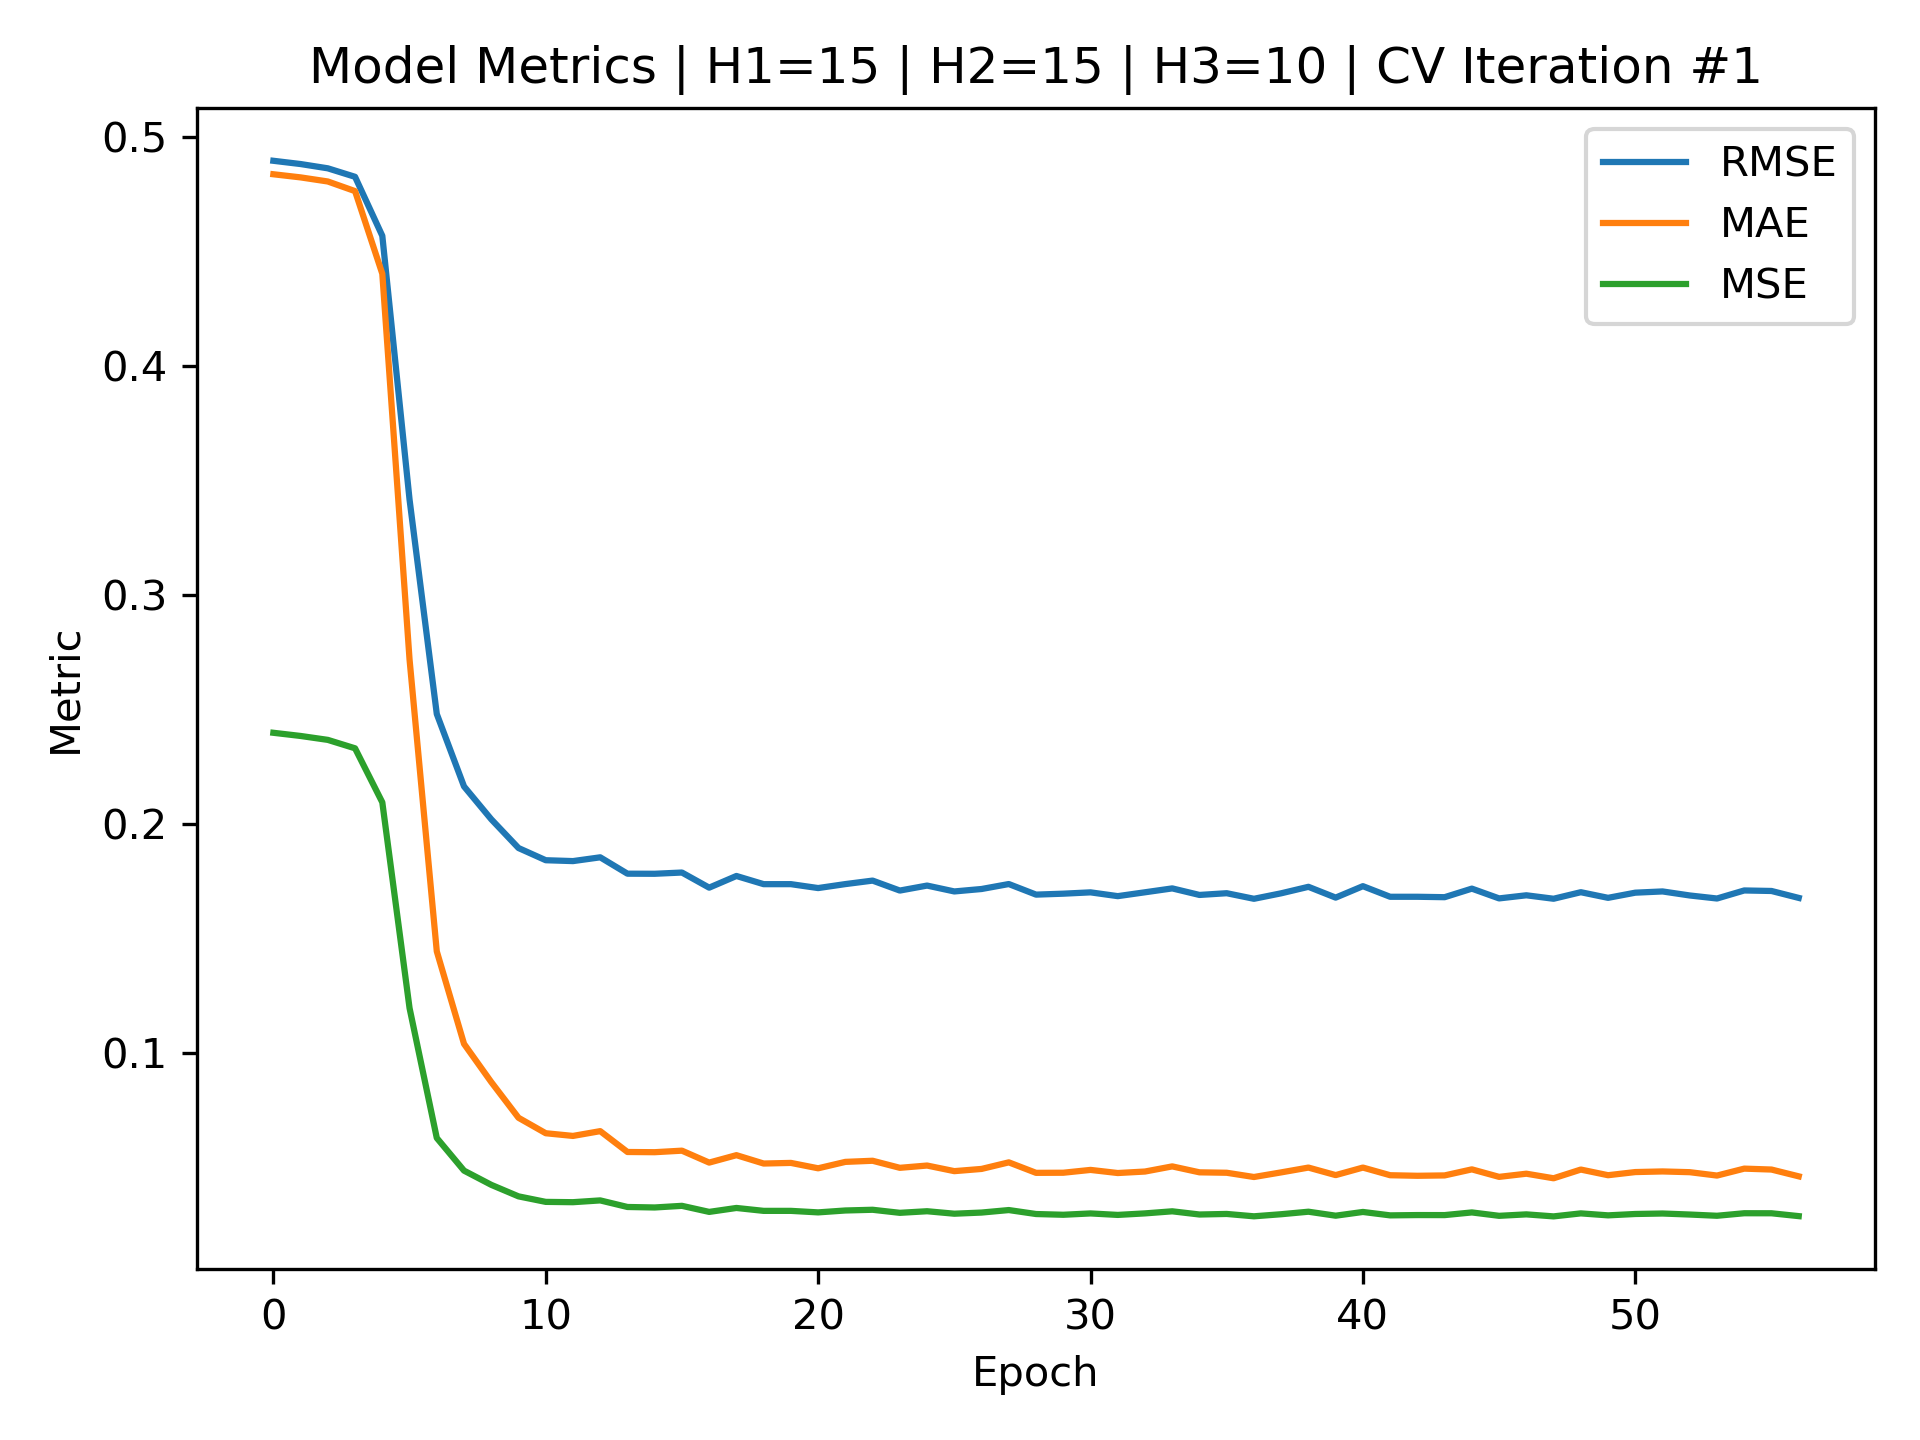 Model Metrics | H1=15 | H2=15 | H3=10 | CV Iteration #1
0.5
0.4
0.3
0.2
0.1
Metric
RMSE
MAE
MSE
0 10 20 30 40 50
Epoch